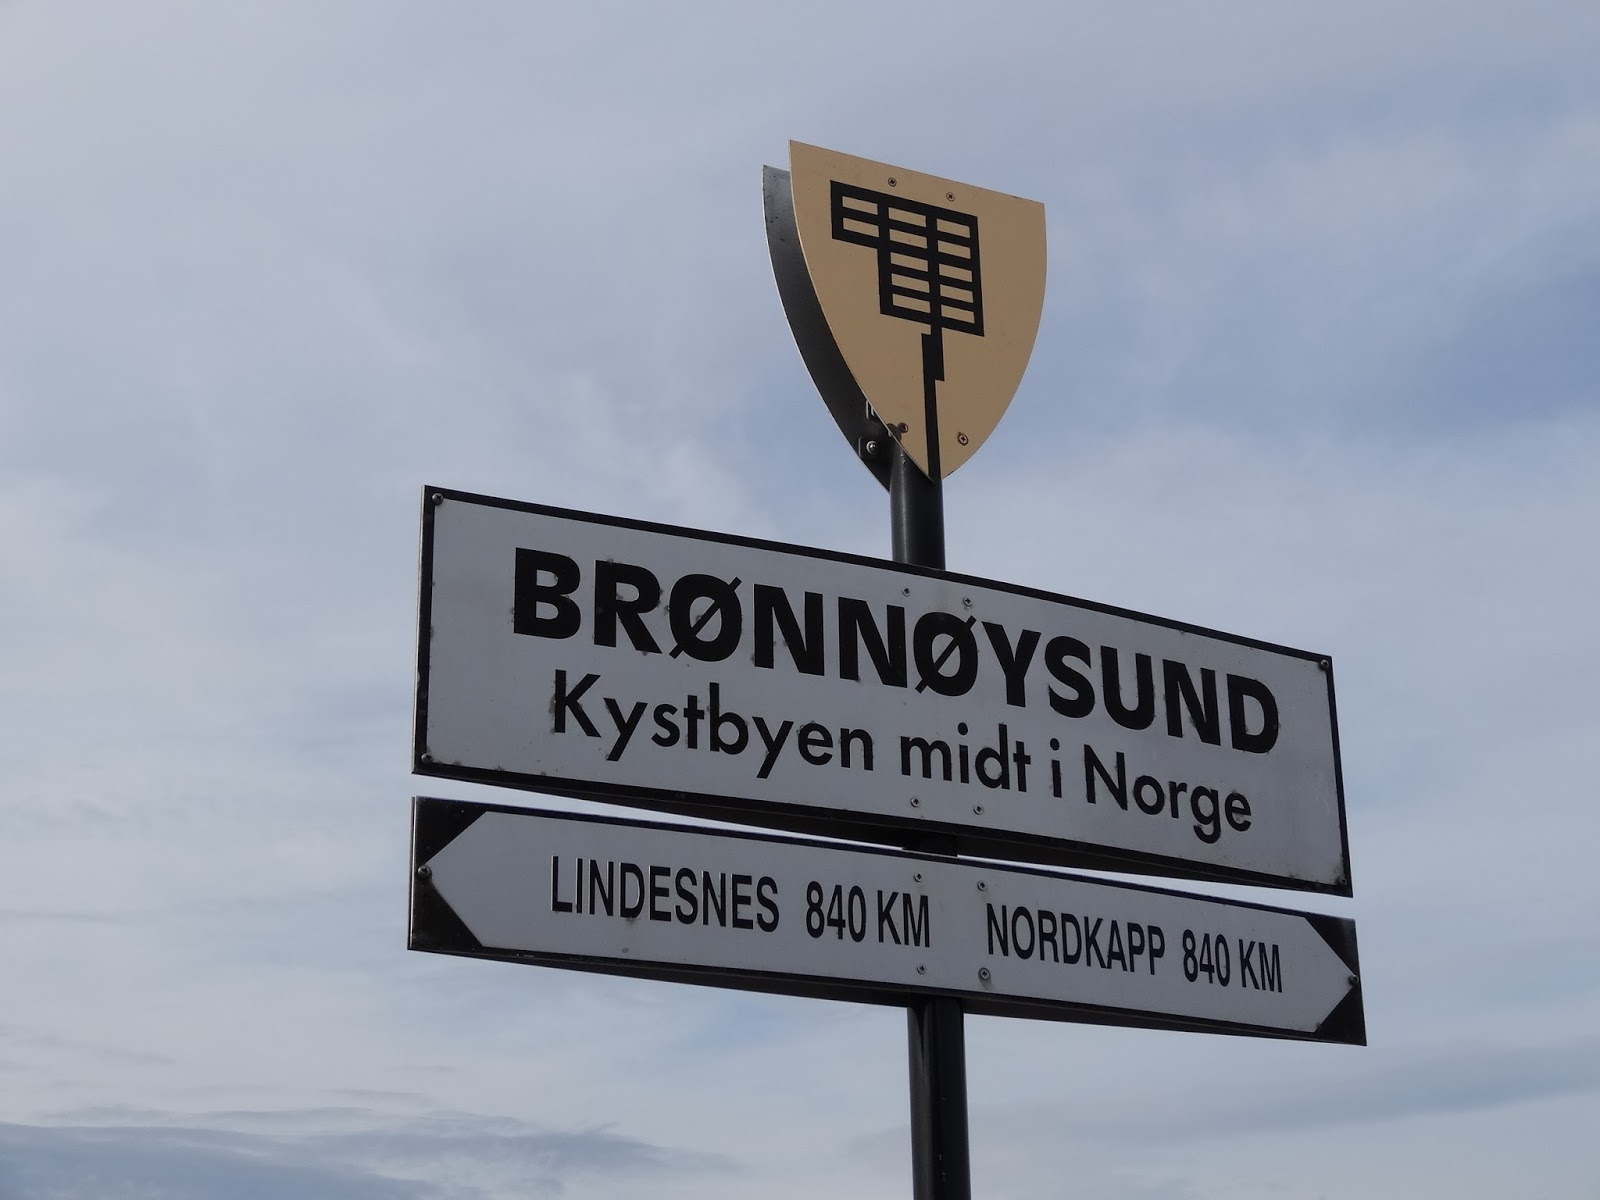 BRØNNØYSUND
Kystbyen midt i Norge
LINDESNES 840 KM NORDKAPP 840 KM